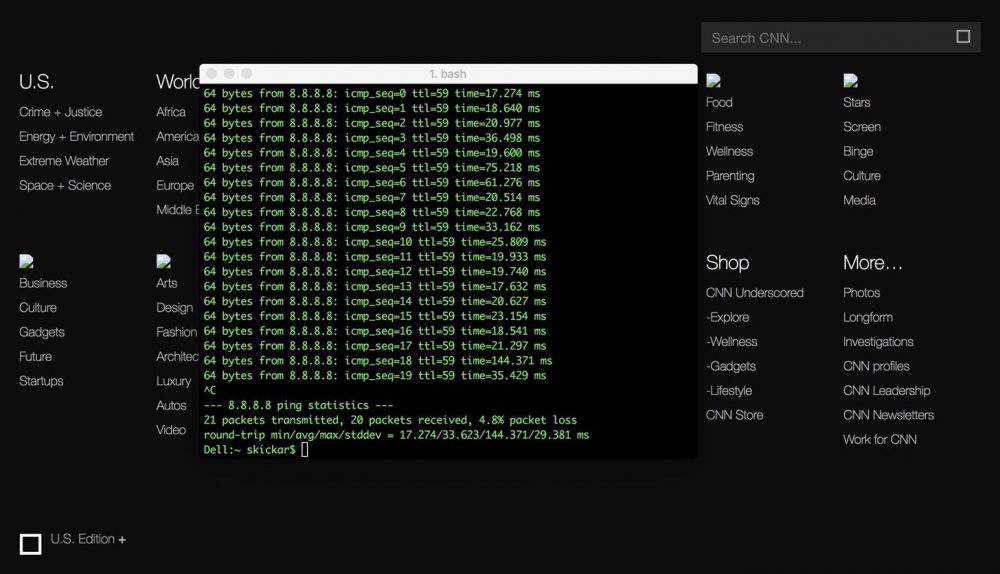 Search CNN...
U.S.
Crime + Justice
Energy + Environment
Extreme Weather
Space + Science
World
Africa
America
Asia
Europe
Middle E
1. bash
64 bytes from 8.8.8.8: icmp_seq=0 ttl=59 time=17.274 ms
64 bytes from 8.8.8.8: icmp_seq=1 ttl=59 time=18.640 ms
64 bytes from 8.8.8.8: icmp_seq=2 ttl=59 time=20.977 ms
64 bytes from 8.8.8.8: icmp_seq=3 ttl=59 time=36.498 ms
64 bytes from 8.8.8.8: icmp_seq=4 ttl=59 time=19.600 ms
64 bytes from 8.8.8.8: icmp_seq=5 ttl=59 time=75.218 ms
64 bytes from 8.8.8.8: icmp_seq=6 ttl=59 time=61.276 ms
64 bytes from 8.8.8.8: icmp_seq=7 ttl=59 time=20.514 ms
64 bytes from 8.8.8.8: icmp_seq=8 ttl=59 time=22.768 ms
64 bytes from 8.8.8.8: icmp_seq=9 ttl=59 time=33.162 ms
64 bytes from 8.8.8.8: icmp_seq=10 ttl=59 time=25.809 ms
64 bytes from 8.8.8.8: icmp_seq=11 ttl=59 time=19.933 ms
64 bytes from 8.8.8.8: icmp_seq=12 ttl=59 time=19.740 ms
64 bytes from 8.8.8.8: icmp_seq=13 ttl=59 time=17.632 ms
64 bytes from 8.8.8.8: icmp_seq=14 ttl=59 time=20.627 ms
64 bytes from 8.8.8.8: icmp_seq=15 ttl=59 time=23.154 ms
64 bytes from 8.8.8.8: icmp_seq=16 ttl=59 time=18.541 ms
64 bytes from 8.8.8.8: icmp_seq=17 ttl=59 time=21.297 ms
64 bytes from 8.8.8.8: icmp_seq=18 ttl=59 time=144.371 ms
64 bytes from 8.8.8.8: icmp_seq=19 ttl=59 time=35.429 ms
^C
--- 8.8.8.8 ping statistics ---
21 packets transmitted, 20 packets received, 4.8% packet loss
round-trip min/avg/max/stddev = 17.274/33.623/144.371/29.381 ms
Dell:~ skickar$
Food
Fitness
Wellness
Parenting
Vital Signs
Stars
Screen
Binge
Culture
Media
Business
Culture
Gadgets
Future
Startups
Arts
Design
Fashion
Architec
Luxury
Autos
Video
Shop
CNN Underscored
-Explore
-Wellness
-Gadgets
-Lifestyle
CNN Store
More...
Photos
Longform
Investigations
CNN profiles
CNN Leadership
CNN Newsletters
Work for CNN
U.S. Edition +